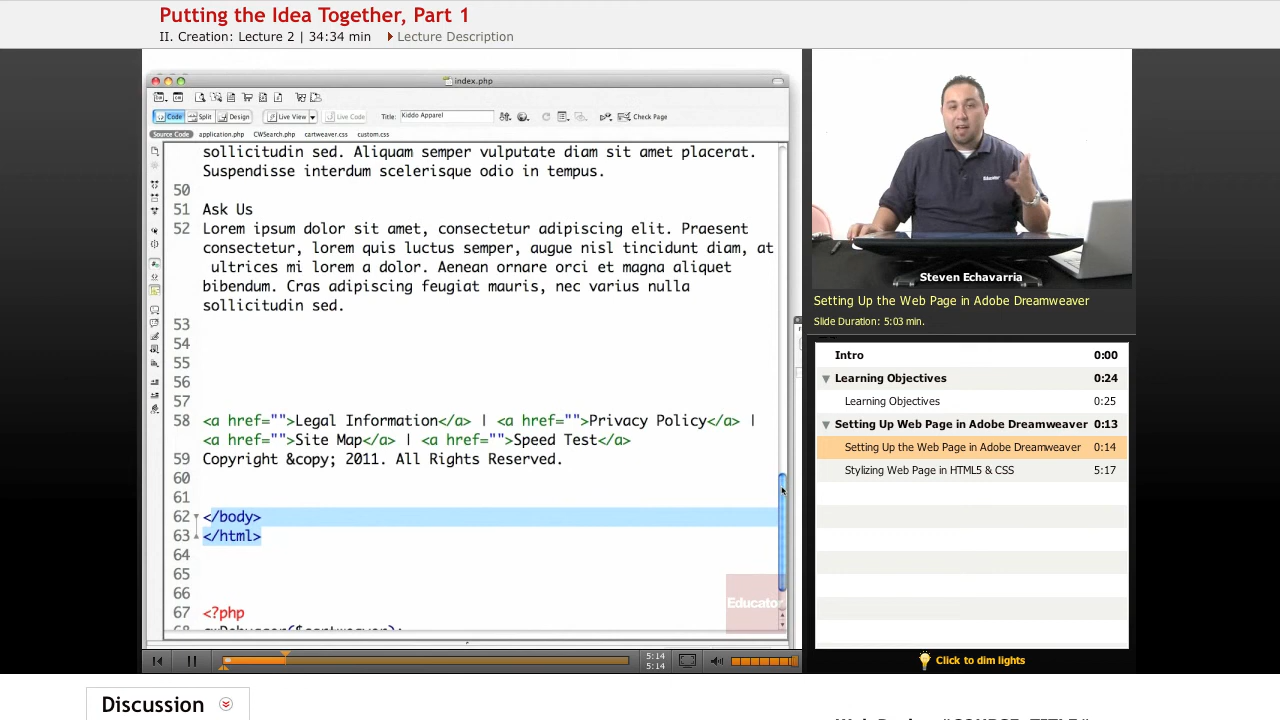 Putting the Idea Together, Part 1
II. Creation: Lecture 2 | 34:34 min
Lecture Description
index.php
Code Split Design Live View Live Code Title: Kiddo Apparel Check Page
Source Code application.php CWSearch.php cartweaver.css custom.css
sollicitudin sed. Aliquam semper vulputate diam sit amet placerat.
Suspendisse interdum scelerisque odio in tempus.
50
51 Ask Us
52 Lorem ipsum dolor sit amet, consectetur adipiscing elit. Praesent
consectetur, lorem quis luctus semper, augue nisl tincidunt diam, at
ultrices mi lorem a dolor. Aenean ornare orci et magna aliquet
bibendum. Cras adipiscing feugiat mauris, nec varius nulla
sollicitudin sed.
53
54
55
56
57
58 <a href="">Legal Information</a> | <a href="">Privacy Policy</a> |
<a href="">Site Map</a> | <a href="">Speed Test</a>
59 Copyright &copy; 2011. All Rights Reserved.
60
61
62 </body>
63 </html>
64
65
66
67 <?php
Educator
5:14
5:14
Educator
Steven Echavarria
Setting Up the Web Page in Adobe Dreamweaver
Slide Duration: 5:03 min.
Intro 0:00
Learning Objectives 0:24
Learning Objectives 0:25
Setting Up Web Page in Adobe Dreamweaver 0:13
Setting Up the Web Page in Adobe Dreamweaver 0:14
Stylizing Web Page in HTML5 & CSS 5:17
Click to dim lights
Discussion